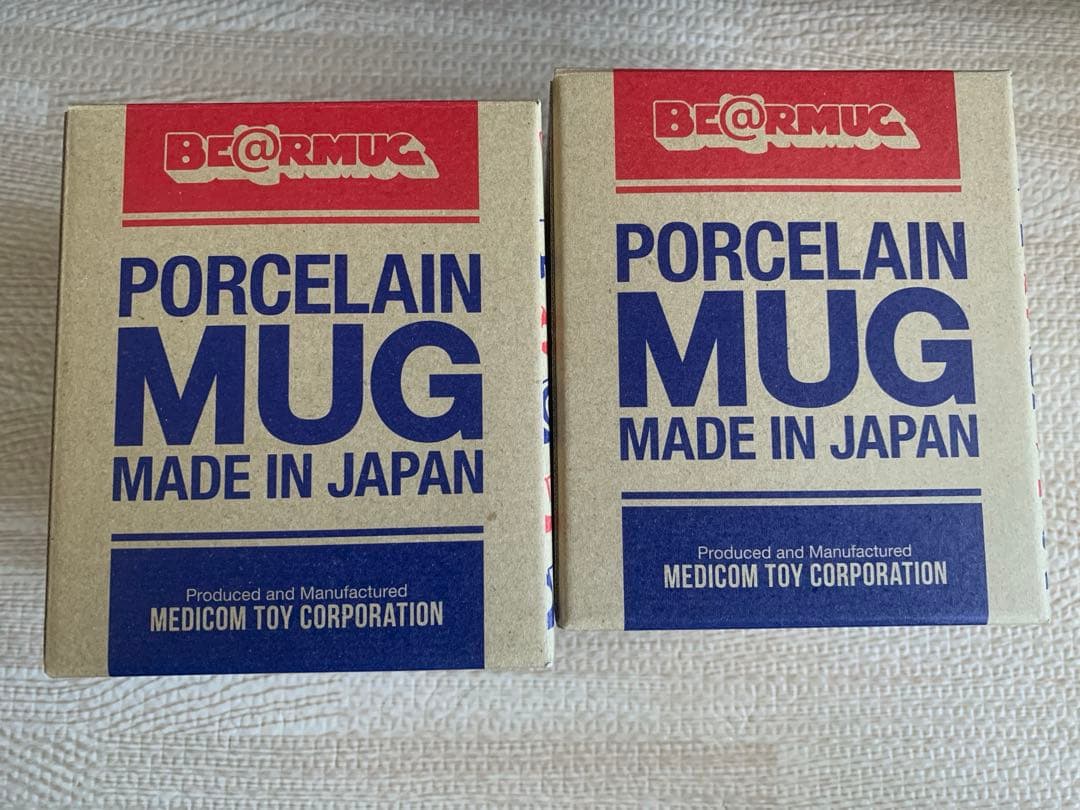 BE@RMUG
PORCELAIN
MUG
MADE IN JAPAN
Produced and Manufactured
MEDICOM TOY CORPORATION
BE@RMUG
PORCELAIN
MUG
MADE IN JAPAN
Produced and Manufactured
MEDICOM TOY CORPORATION